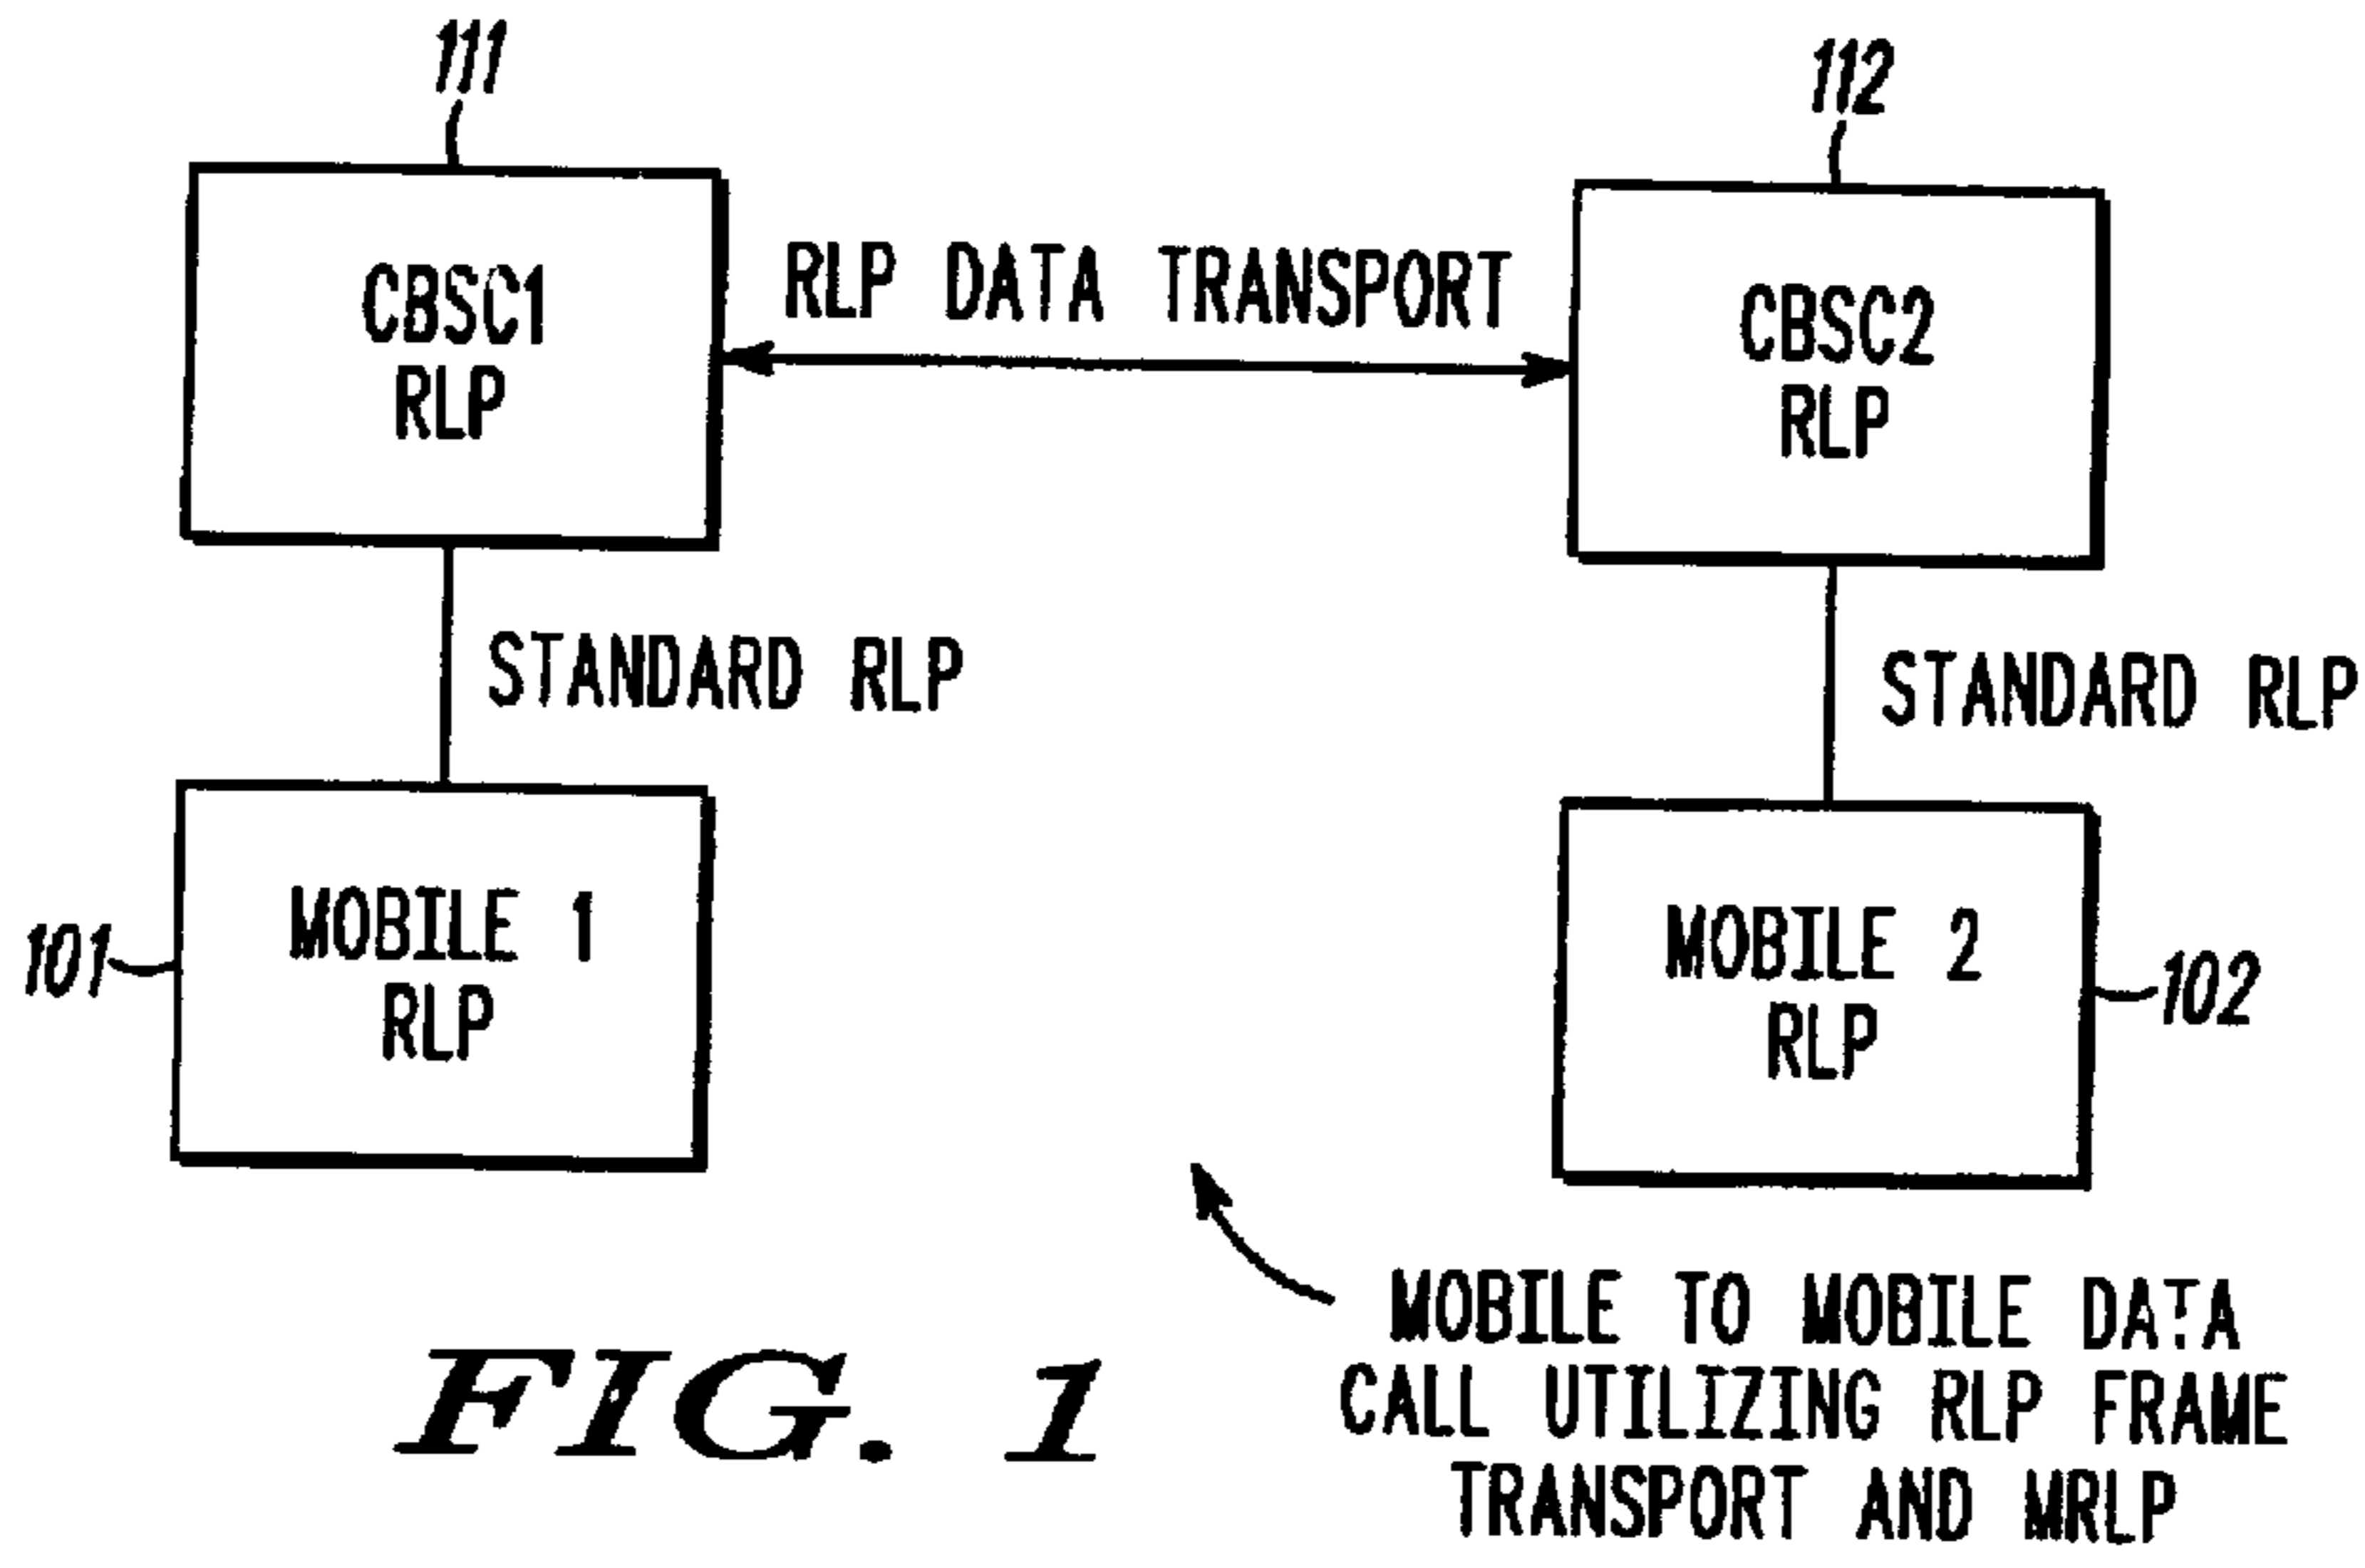 111
112
CBSC1
RLP
RLP DATA TRANSPORT
CBSC2
RLP
STANDARD RLP
STANDARD RLP
MOBILE 1
RLP
101
MOBILE 2
RLP
102
MOBILE TO MOBILE DATA
CALL UTILIZING RLP FRAME
TRANSPORT AND MRLP
FIG. 1